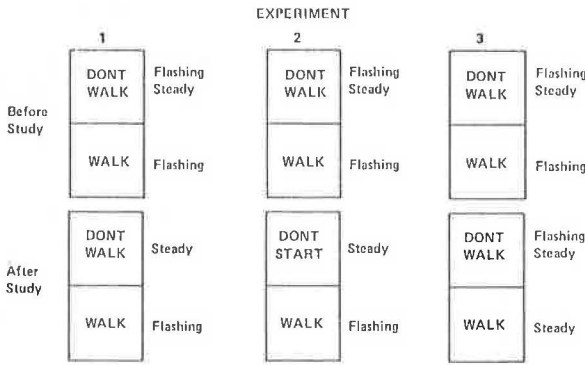 EXPERIMENT
1 2 3
Before Study
DONT WALK
Flashing Steady
WALK
Flashing
DONT WALK
Flashing Steady
WALK
Flashing
DONT WALK
Flashing Steady
WALK
Flashing
After Study
DONT WALK
Steady
WALK
Flashing
DONT START
Steady
WALK
Flashing
DONT WALK
Flashing Steady
WALK
Steady